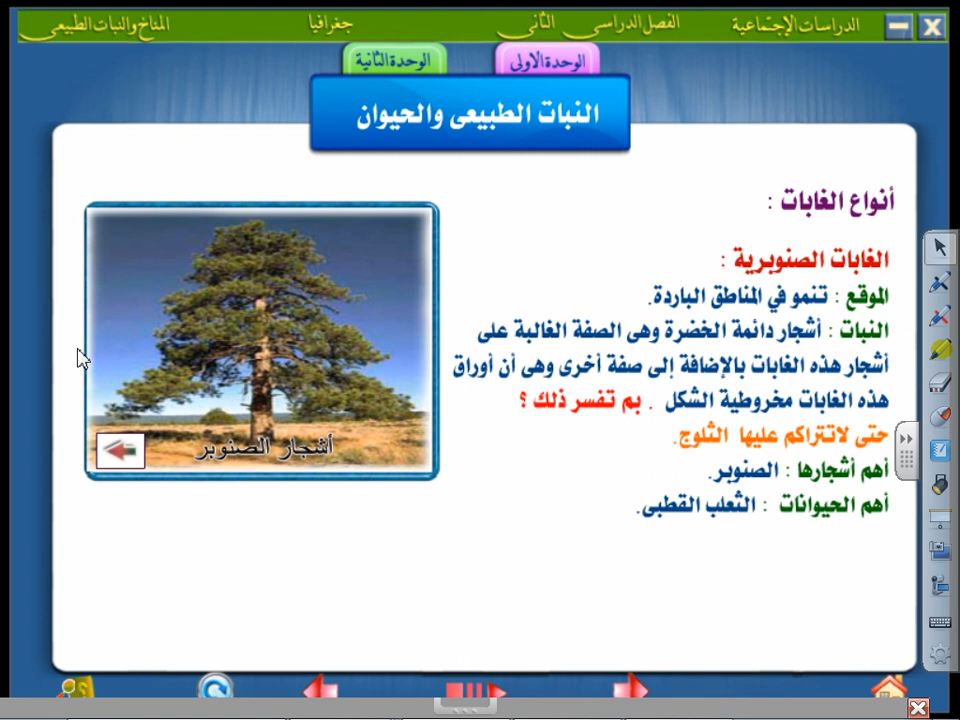 الدراسات الإجتماعية الفصل الدراسى الثانى جغرافيا المناخ والنبات الطبيعى
الوحدة الاولى الوحدة الثانية
النبات الطبيعى والحيوان
أنواع الغابات :
الغابات الصنوبرية :
الموقع : تنمو في المناطق الباردة.
النبات : أشجار دائمة الخضرة وهى الصفة الغالبة على
أشجار هذه الغابات بالإضافة إلى صفة أخرى وهى أن أوراق
هذه الغابات مخروطية الشكل . بم تفسر ذلك ؟
حتى لاتتراكم عليها الثلوج.
أهم أشجارها : الصنوبر.
أهم الحيوانات : الثعلب القطبى.
أشجار الصنوبر